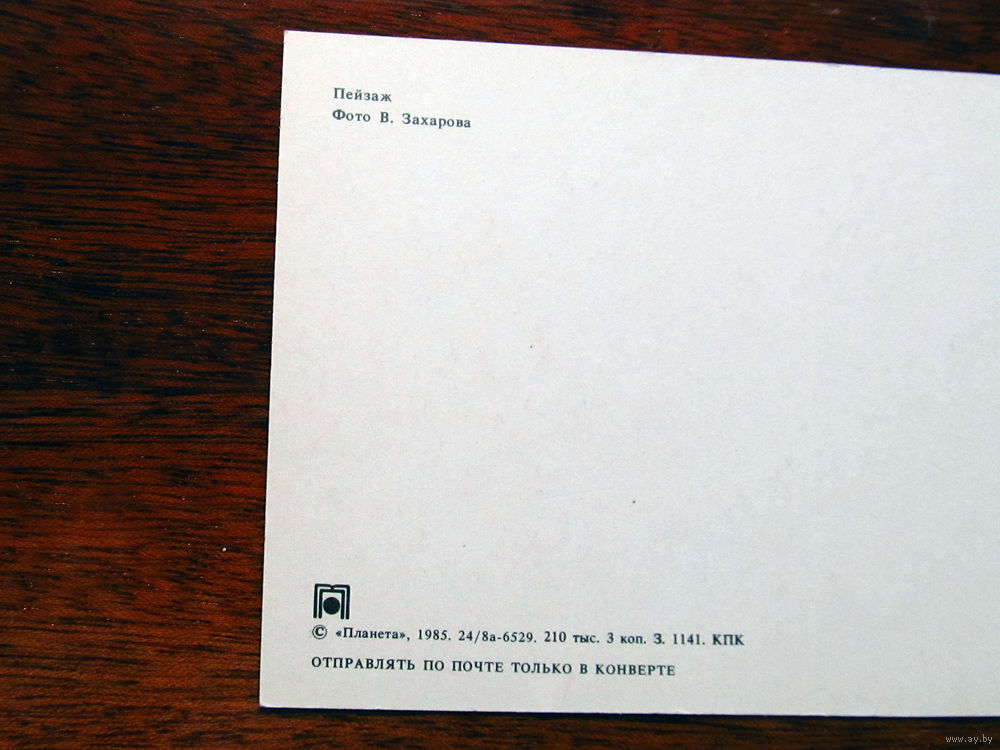 Пейзаж
Фото В. Захарова
© «Планета», 1985. 24/8а-6529. 210 тыс. 3 коп. З. 1141. КПК
ОТПРАВЛЯТЬ ПО ПОЧТЕ ТОЛЬКО В КОНВЕРТЕ
www.ay.by